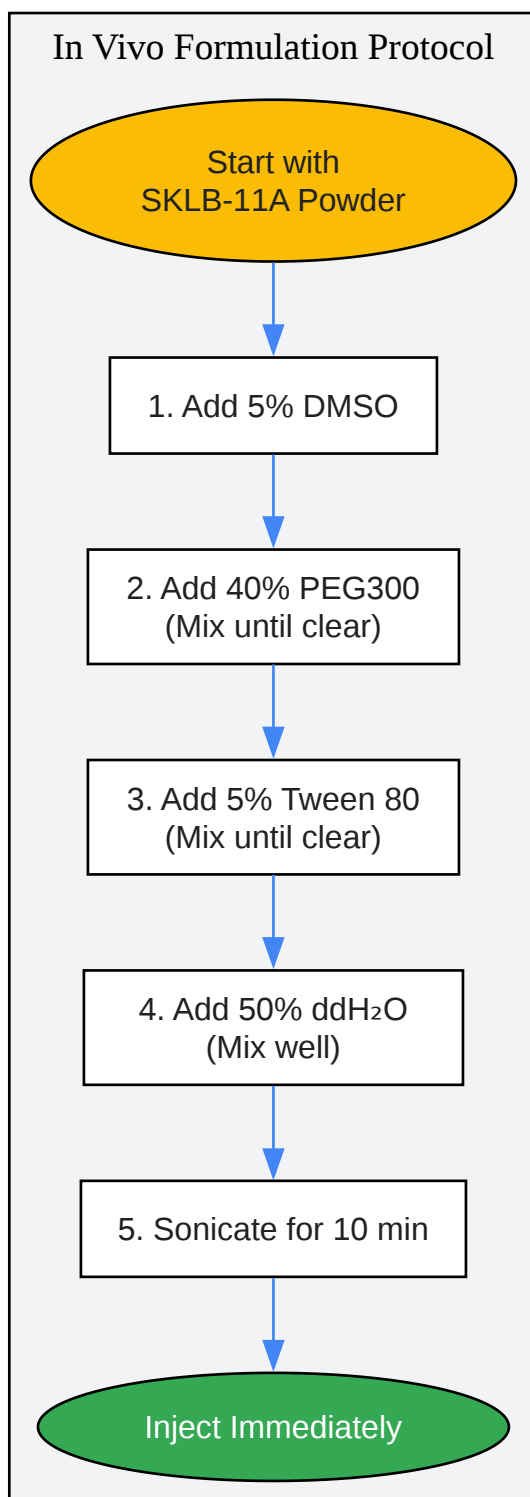 In Vivo Formulation Protocol
Start with
SKLB-11A Powder
1. Add 5% DMSO
2. Add 40% PEG300
(Mix until clear)
3. Add 5% Tween 80
(Mix until clear)
4. Add 50% ddH₂O
(Mix well)
5. Sonicate for 10 min
Inject Immediately